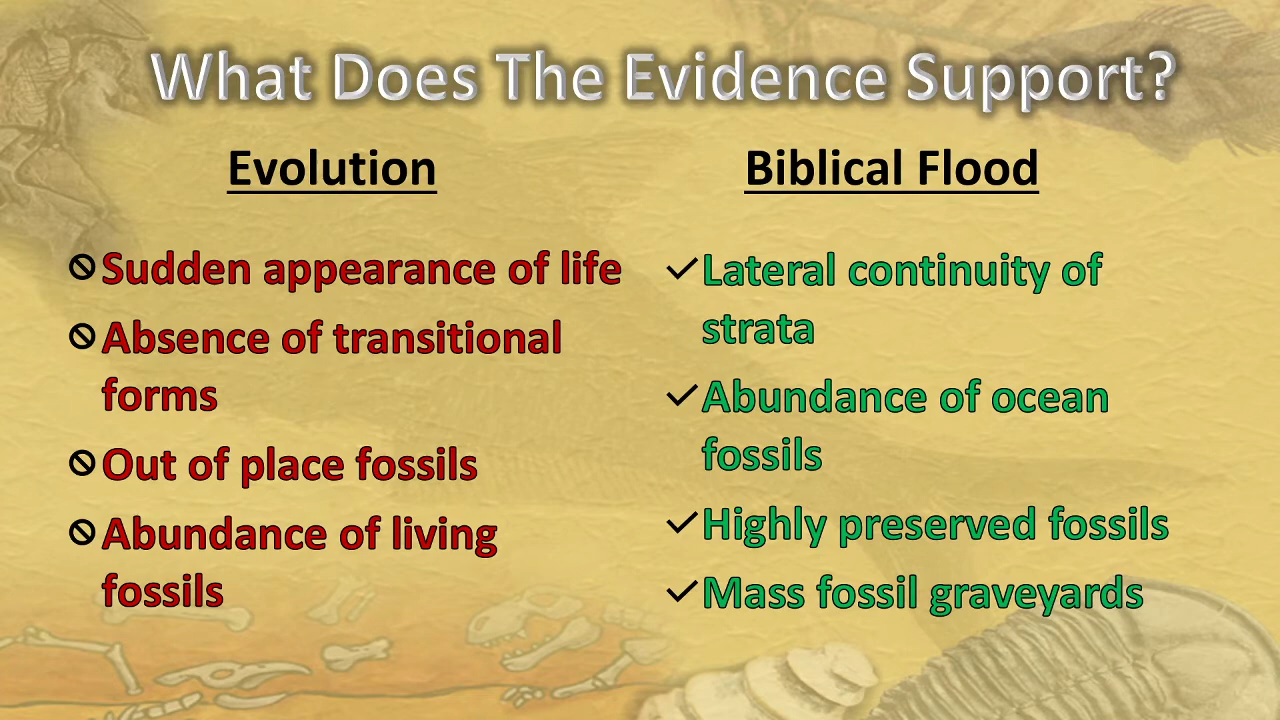 What Does The Evidence Support?
Evolution
Sudden appearance of life
Absence of transitional
forms
Out of place fossils
Abundance of living
fossils
Biblical Flood
Lateral continuity of
strata
Abundance of ocean
fossils
Highly preserved fossils
Mass fossil graveyards